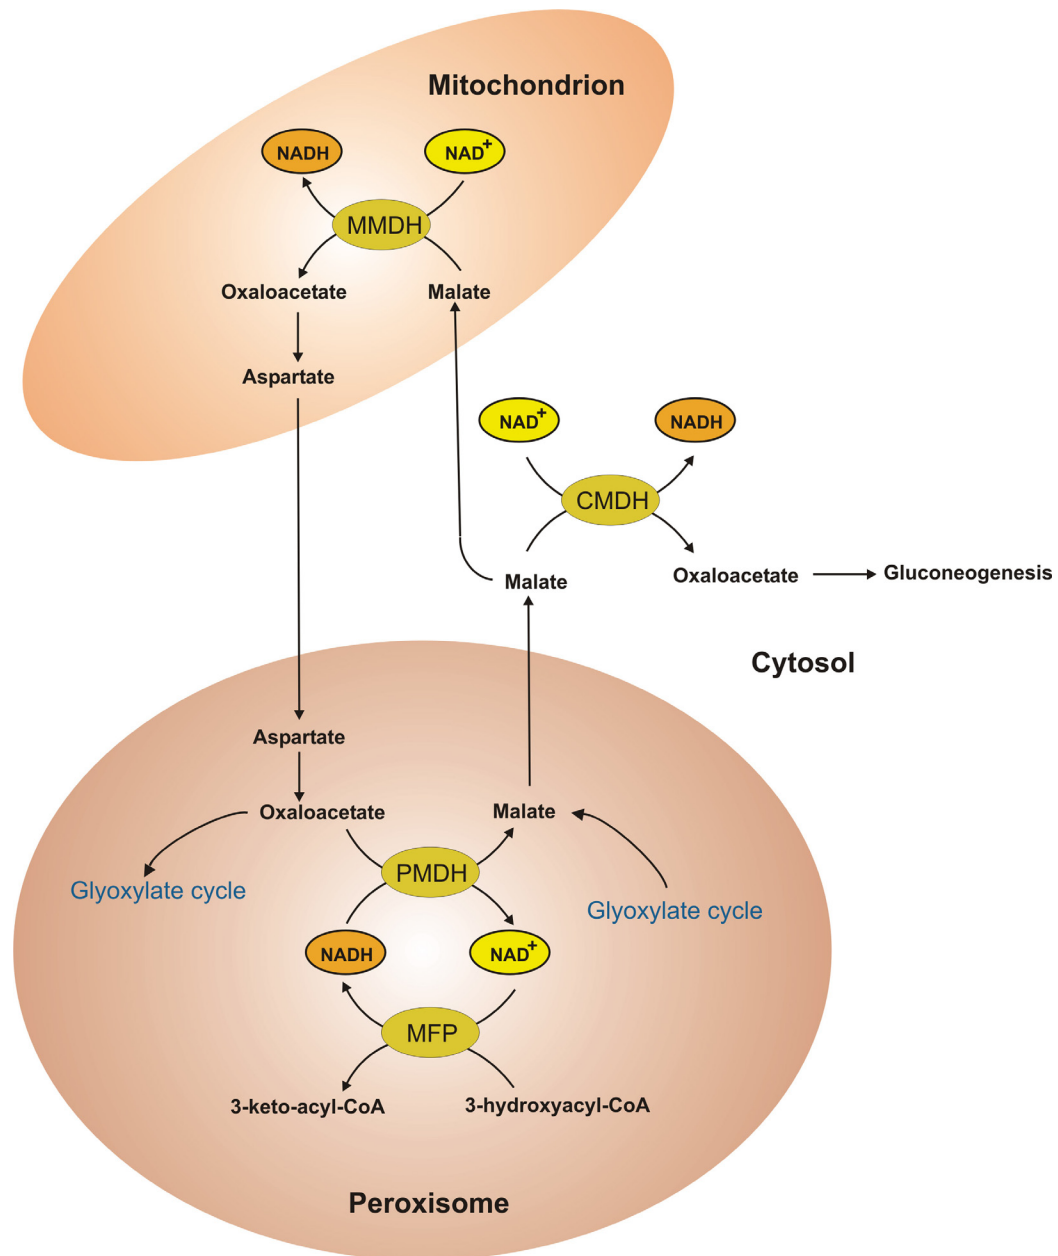 Mitochondrion
NADH
NAD+
MMDH
Oxaloacetate
Malate
Aspartate
NAD+
NADH
CMDH
Malate
Oxaloacetate
Gluconeogenesis
Cytosol
Aspartate
Oxaloacetate
Malate
PMDH
Glyoxylate cycle
Glyoxylate cycle
NADH
NAD+
MFP
3-keto-acyl-CoA
3-hydroxyacyl-CoA
Peroxisome